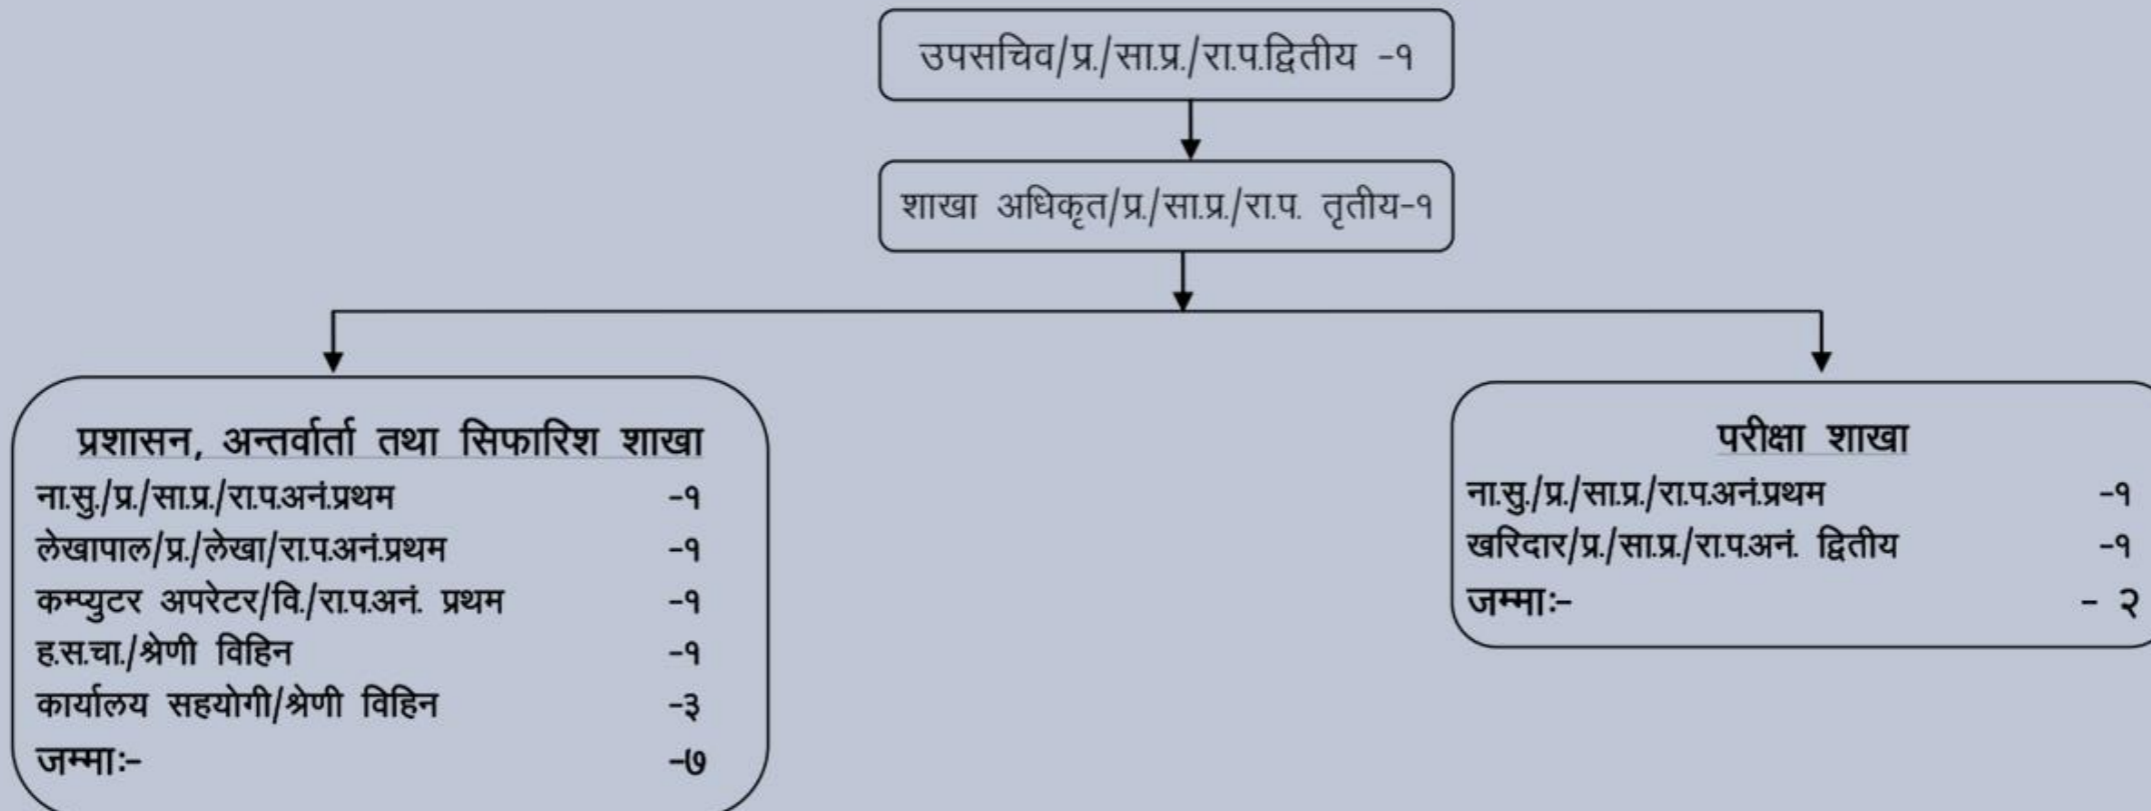 उपसचिव/प्र./सा.प्र./रा.प.द्वितीय -१
शाखा अधिकृत/प्र./सा.प्र./रा.प. तृतीय-१
प्रशासन, अन्तर्वार्ता तथा सिफारिश शाखा
ना.सु./प्र./सा.प्र./रा.प.अनं.प्रथम -१
लेखापाल/प्र./लेखा/रा.प.अनं.प्रथम -१
कम्प्युटर अपरेटर/वि./रा.प.अनं. प्रथम -१
ह.स.चा./श्रेणी विहिन -१
कार्यालय सहयोगी/श्रेणी विहिन -३
जम्माः- -७
परीक्षा शाखा
ना.सु./प्र./सा.प्र./रा.प.अनं.प्रथम -१
खरिदार/प्र./सा.प्र./रा.प.अनं. द्वितीय -१
जम्माः- - २